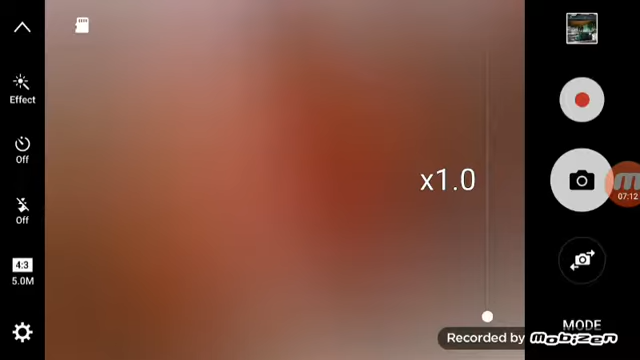 Effect
Off
Off
4:3
5.0M
x1.0
07:12
MODE
Recorded by Mobizen